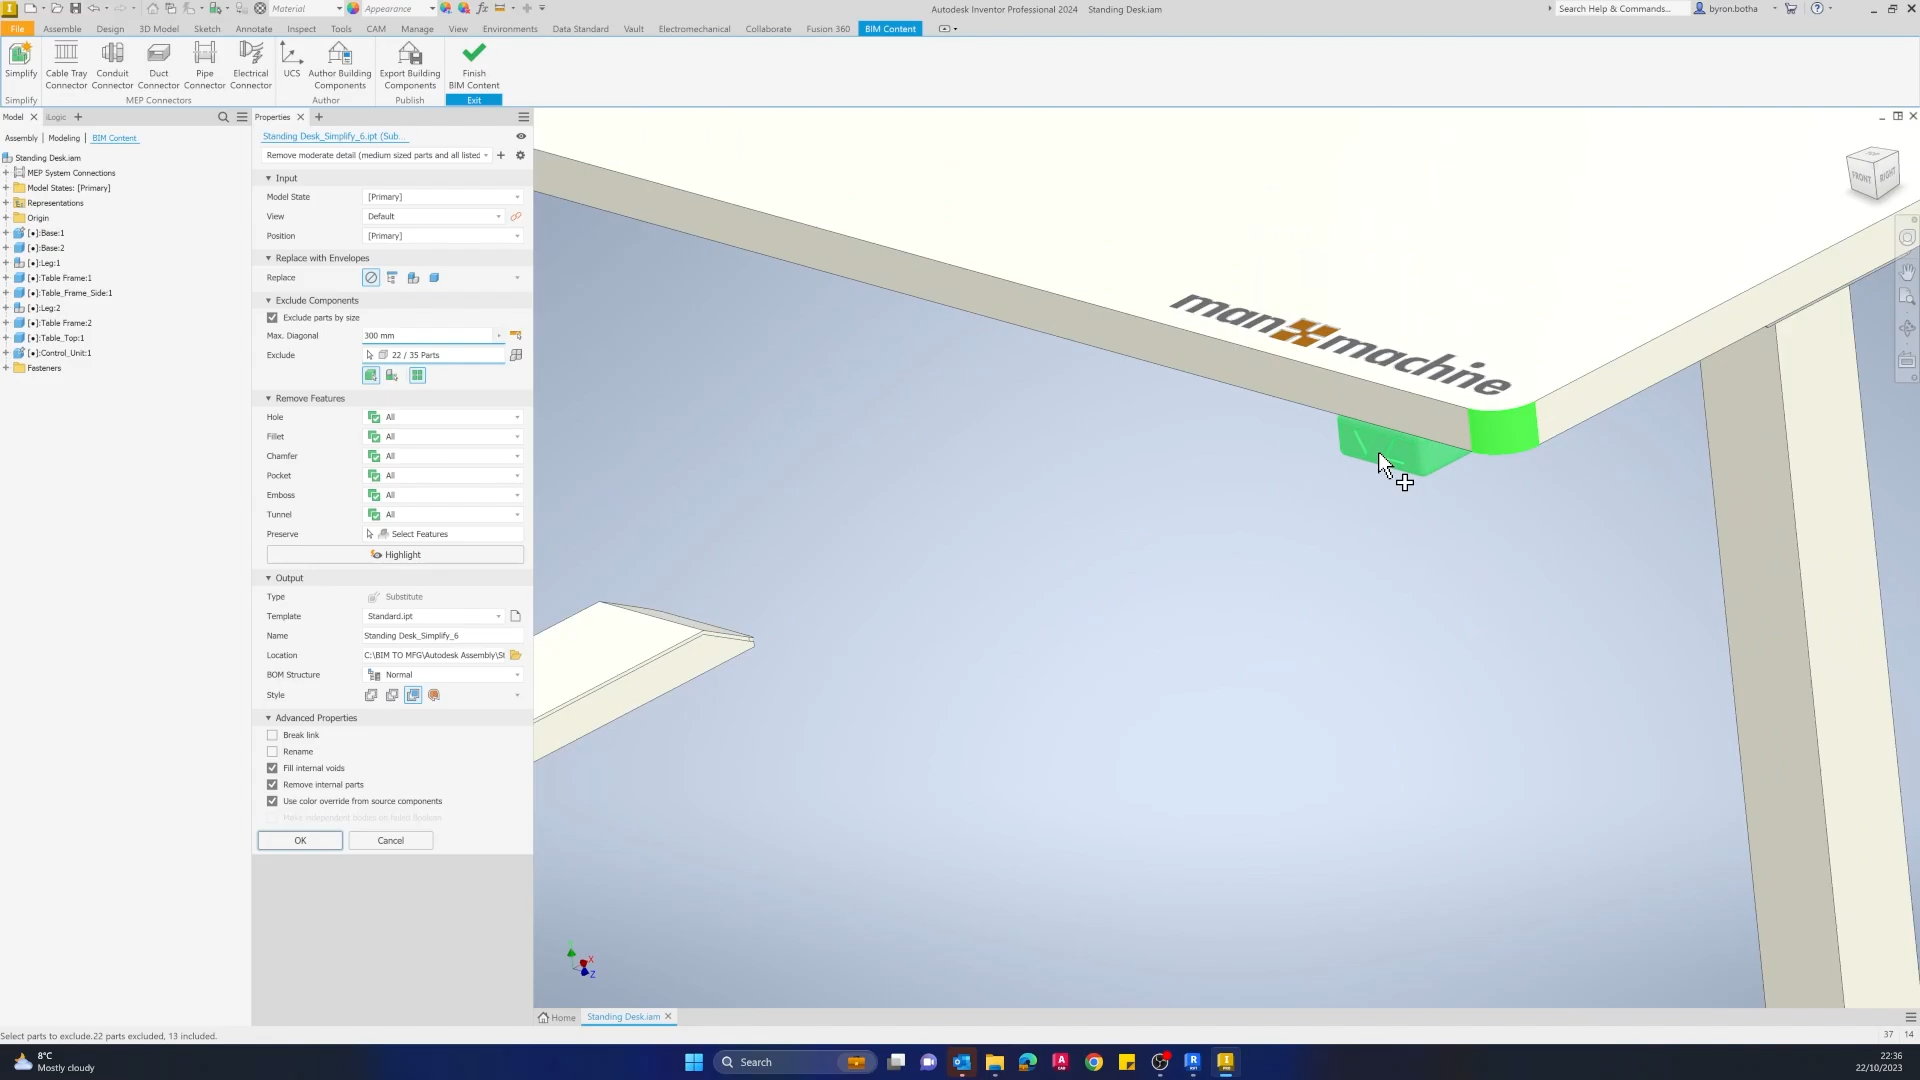 Material
Appearance
Autodesk Inventor Professional 2024 Standing Desk.iam
Search Help & Commands...
byron.botha
File Assemble Design 3D Model Sketch Annotate Inspect Tools CAM Manage View Environments Data Standard Vault Electromechanical Collaborate Fusion 360 BIM Content
Simplify
Cable Tray Connector
Conduit Connector
Duct Connector
Pipe Connector
Electrical Connector
UCS
Author Building Components
Export Building Components
Finish BIM Content
Simplify MEP Connectors Author Publish Exit
Model iLogic
Assembly | Modeling | BIM Content
Standing Desk.iam
MEP System Connections
Model States: [Primary]
Representations
Origin
[•]:Base:1
[•]:Base:2
[•]:Leg:1
[•]:Table Frame:1
[•]:Table_Frame_Side:1
[•]:Leg:2
[•]:Table Frame:2
[•]:Table_Top:1
[•]:Control_Unit:1
Fasteners
Properties
Standing Desk_Simplify_6.ipt (Sub...
Remove moderate detail (medium sized parts and all listed
Input
Model State [Primary]
View Default
Position [Primary]
Replace with Envelopes
Replace
Exclude Components
Exclude parts by size
Max. Diagonal 300 mm
Exclude 22 / 35 Parts
Remove Features
Hole All
Fillet All
Chamfer All
Pocket All
Emboss All
Tunnel All
Preserve Select Features
Highlight
Output
Type Substitute
Template Standard.ipt
Name Standing Desk_Simplify_6
Location C:\BIM TO MFG\Autodesk Assembly\St
BOM Structure Normal
Style
Advanced Properties
Break link
Rename
Fill internal voids
Remove internal parts
Use color override from source components
Make independent bodies on failed Boolean
OK Cancel
man machine
TOP
FRONT RIGHT
X
Z
Home Standing Desk.iam
Select parts to exclude.22 parts excluded, 13 included.
37 14
8°C
Mostly cloudy
Search
22:36
22/10/2023